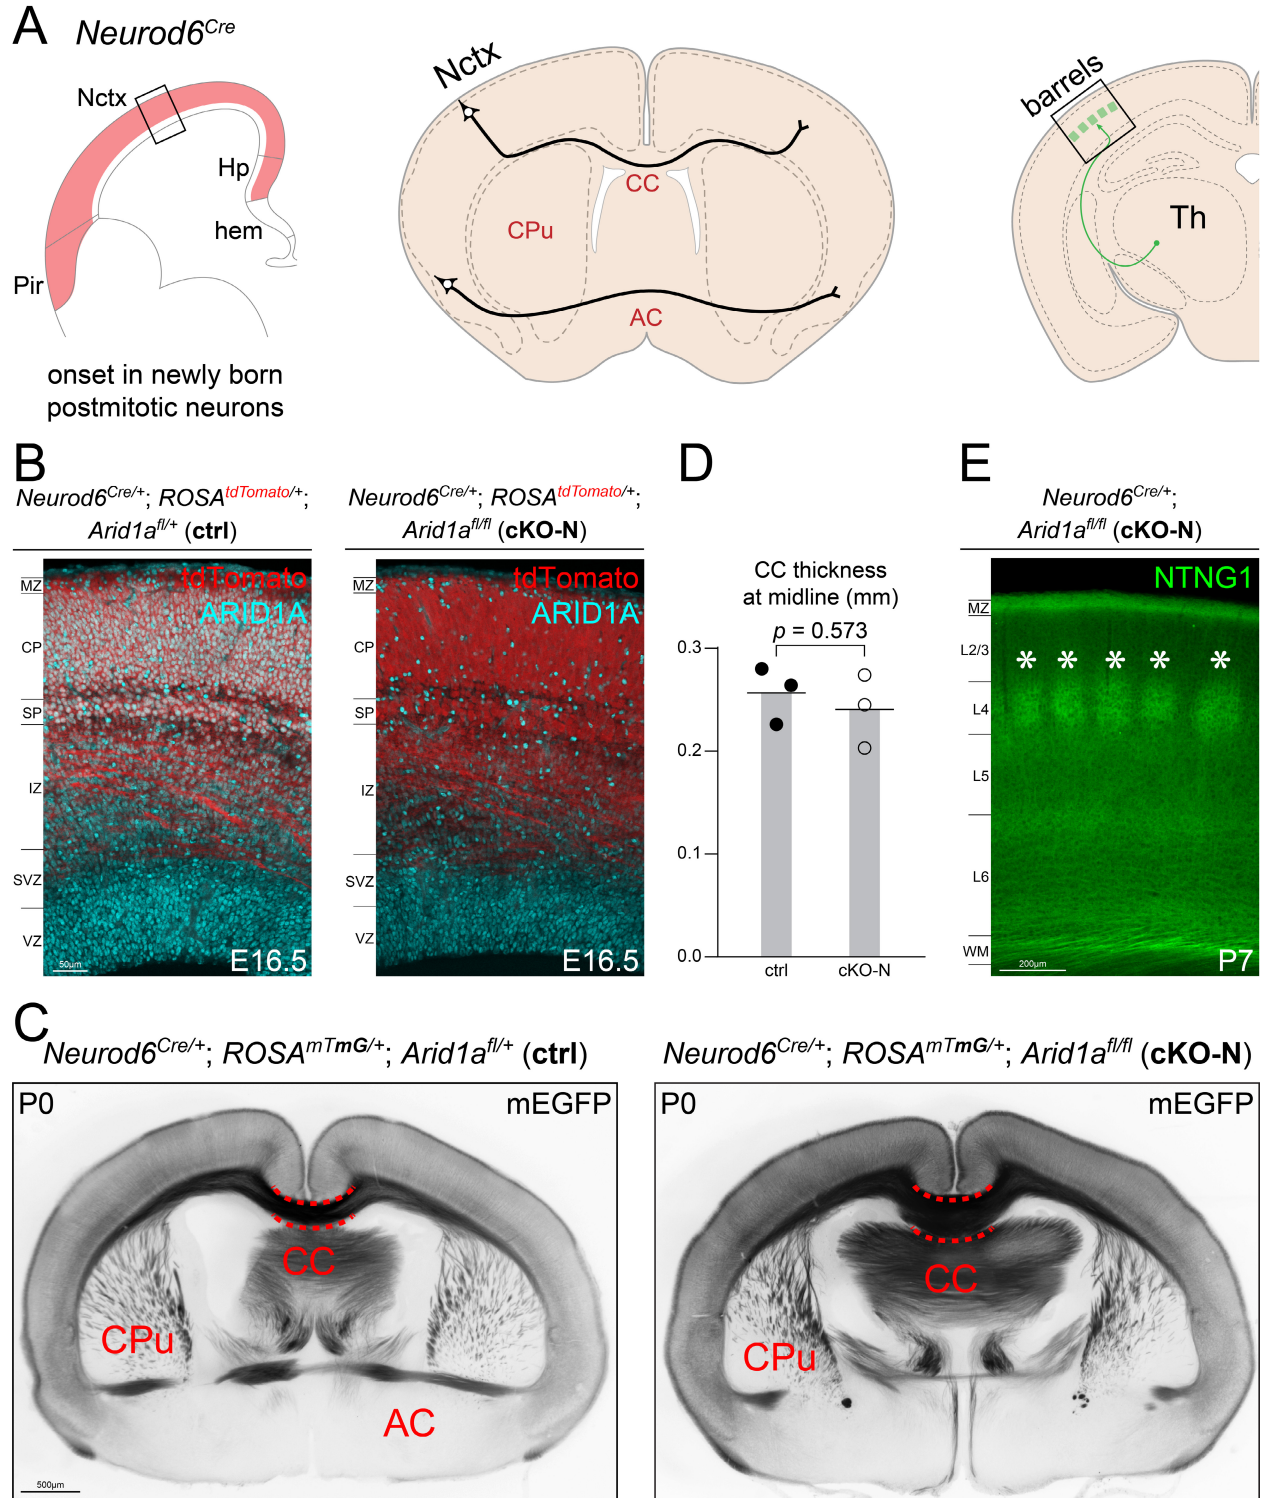 A Neurod6Cre
Nctx
Hp
hem
Pir
onset in newly born
postmitotic neurons
Nctx
CC
CPu
AC
barrels
Th
B
Neurod6Cre/+; ROSAtdTomato/+;
Arid1afl/+ (ctrl)
tdTomato
ARID1A
MZ
CP
SP
IZ
SVZ
VZ
50µm
E16.5
Neurod6Cre/+; ROSAtdTomato/+;
Arid1afl/fl (cKO-N)
tdTomato
ARID1A
MZ
CP
SP
IZ
SVZ
VZ
E16.5
D
CC thickness
at midline (mm)
p = 0.573
0.3
0.2
0.1
0.0
ctrl
cKO-N
E
Neurod6Cre/+;
Arid1afl/fl (cKO-N)
NTNG1
MZ
L2/3
* * * * *
L4
L5
L6
WM
200µm
P7
C
Neurod6Cre/+; ROSAmTmG/+; Arid1afl/+ (ctrl)
P0
mEGFP
CC
CPu
AC
500µm
Neurod6Cre/+; ROSAmTmG/+; Arid1afl/fl (cKO-N)
P0
mEGFP
CC
CPu